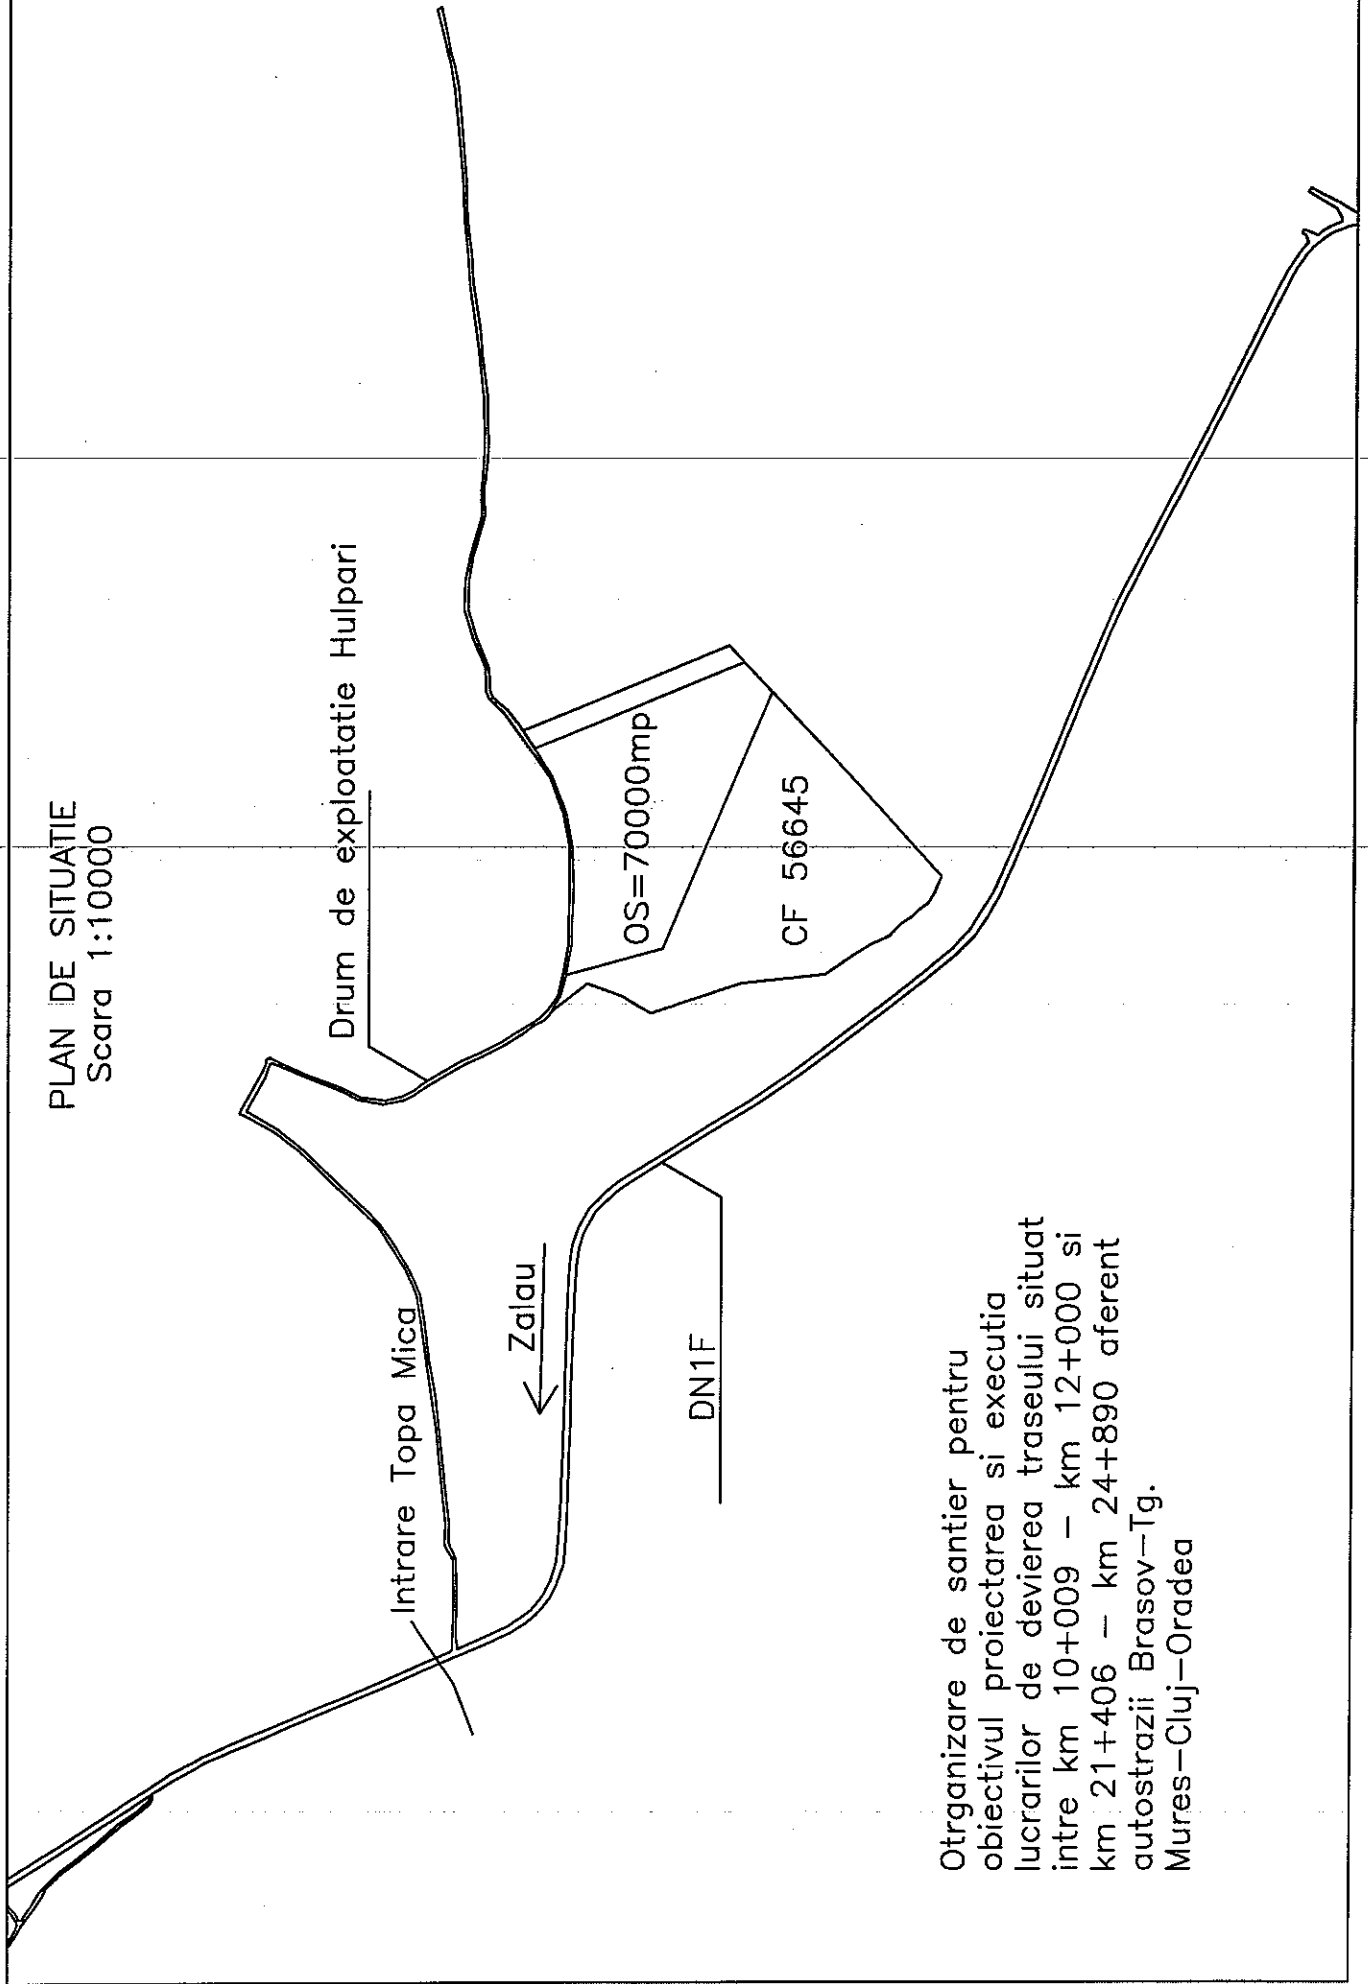 PLAN DE SITUATIE
Scara 1:10000
Drum de exploatatie Hulpari
Intrare Topa Mica
Zalau
OS=70000mp
DN1F
CF 56645
Otrganizare de santier pentru
obiectivul proiectarea si executia
lucrarilor de devierea traseului situat
intre km 10+009 – km 12+000 si
km 21+406 – km 24+890 aferent
autostrazii Brasov–Tg.
Mures–Cluj–Oradea